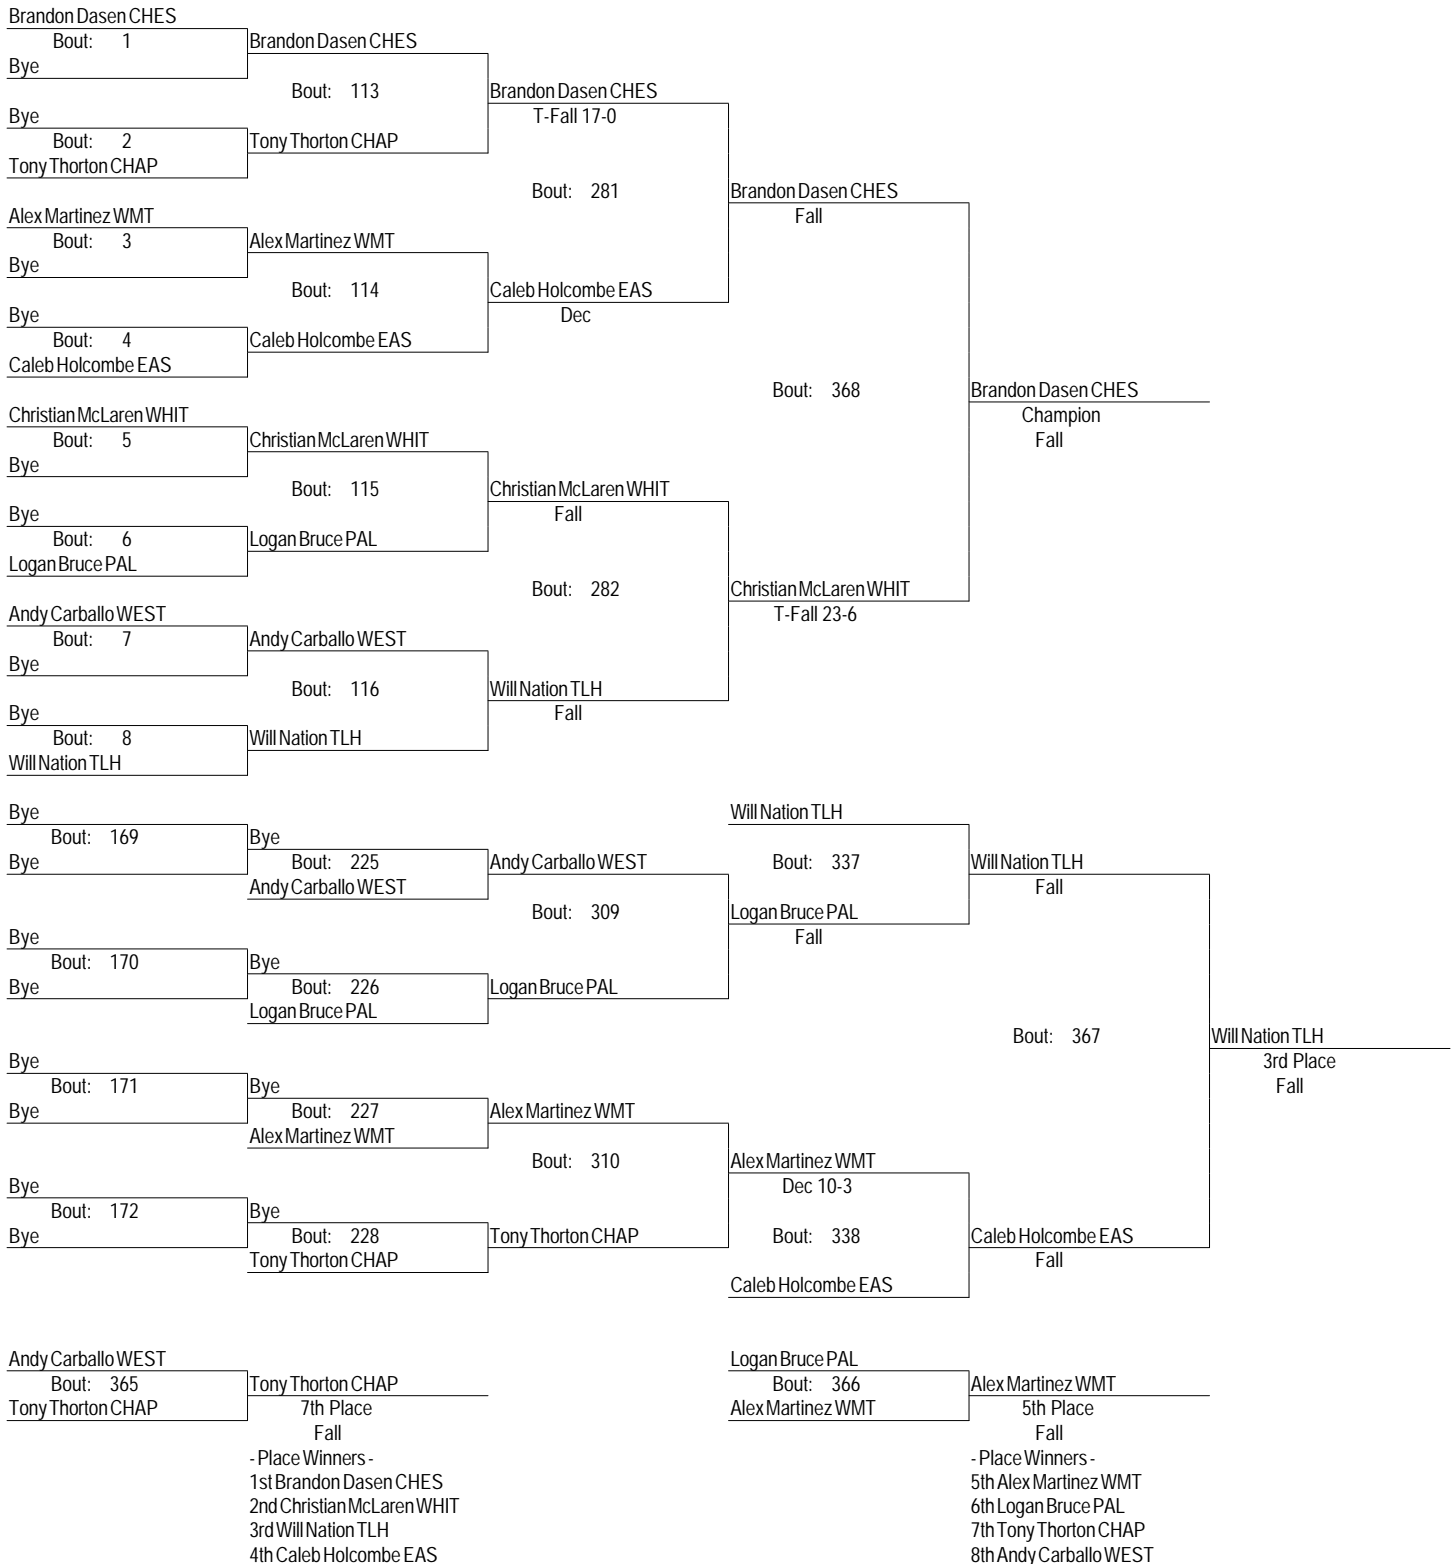 Brandon Dasen CHES
Bout: 1
Bye
Brandon Dasen CHES
Bout: 113
Bye
Bout: 2
Tony Thorton CHAP
Tony Thorton CHAP
Brandon Dasen CHES
T-Fall 17-0
Bout: 281
Alex Martinez WMT
Bout: 3
Bye
Alex Martinez WMT
Bout: 114
Bye
Bout: 4
Caleb Holcombe EAS
Caleb Holcombe EAS
Caleb Holcombe EAS
Dec
Brandon Dasen CHES
Fall
Bout: 368
Christian McLaren WHIT
Bout: 5
Bye
Christian McLaren WHIT
Bout: 115
Bye
Bout: 6
Logan Bruce PAL
Logan Bruce PAL
Christian McLaren WHIT
Fall
Bout: 282
Andy Carballo WEST
Bout: 7
Bye
Andy Carballo WEST
Bout: 116
Bye
Bout: 8
Will Nation TLH
Will Nation TLH
Will Nation TLH
Fall
Christian McLaren WHIT
T-Fall 23-6
Brandon Dasen CHES
Champion
Fall
Bye
Bout: 169
Bye
Bye
Bout: 225
Andy Carballo WEST
Andy Carballo WEST
Bout: 309
Bye
Bout: 170
Bye
Bye
Bout: 226
Logan Bruce PAL
Logan Bruce PAL
Will Nation TLH
Bout: 337
Logan Bruce PAL
Fall
Will Nation TLH
Fall
Bout: 367
Bye
Bout: 171
Bye
Bye
Bout: 227
Alex Martinez WMT
Alex Martinez WMT
Bout: 310
Bye
Bout: 172
Bye
Bye
Bout: 228
Tony Thorton CHAP
Tony Thorton CHAP
Alex Martinez WMT
Dec 10-3
Bout: 338
Caleb Holcombe EAS
Caleb Holcombe EAS
Fall
Will Nation TLH
3rd Place
Fall
Andy Carballo WEST
Bout: 365
Tony Thorton CHAP
Tony Thorton CHAP
7th Place
Fall
- Place Winners -
1st Brandon Dasen CHES
2nd Christian McLaren WHIT
3rd Will Nation TLH
4th Caleb Holcombe EAS
Logan Bruce PAL
Bout: 366
Alex Martinez WMT
Alex Martinez WMT
5th Place
Fall
- Place Winners -
5th Alex Martinez WMT
6th Logan Bruce PAL
7th Tony Thorton CHAP
8th Andy Carballo WEST